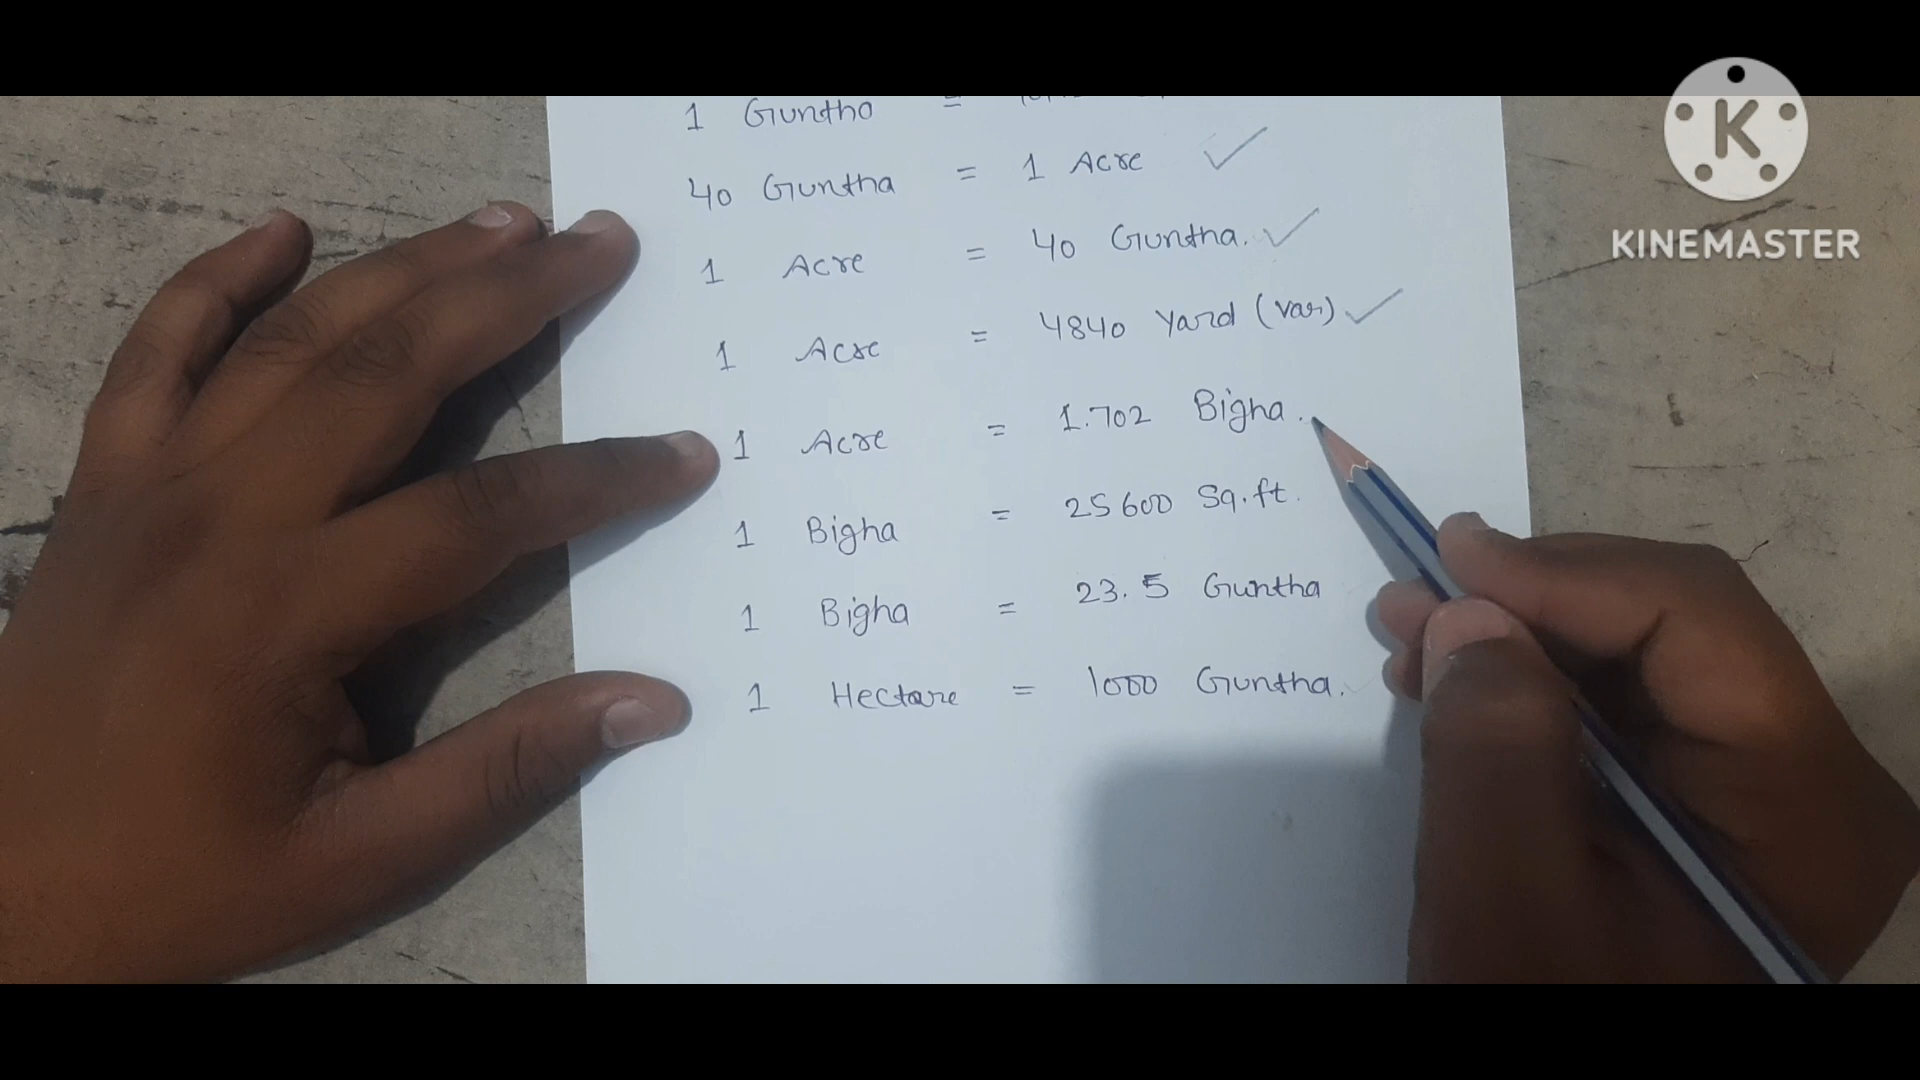 1 Guntha =
40 Guntha = 1 Acre
1 Acre = 40 Guntha.
1 Acre = 4840 Yard (var)
1 Acre = 1.702 Bigha.
1 Bigha = 25600 Sq.ft.
1 Bigha = 23.5 Guntha
1 Hectare = 1000 Guntha.
K
KINEMASTER